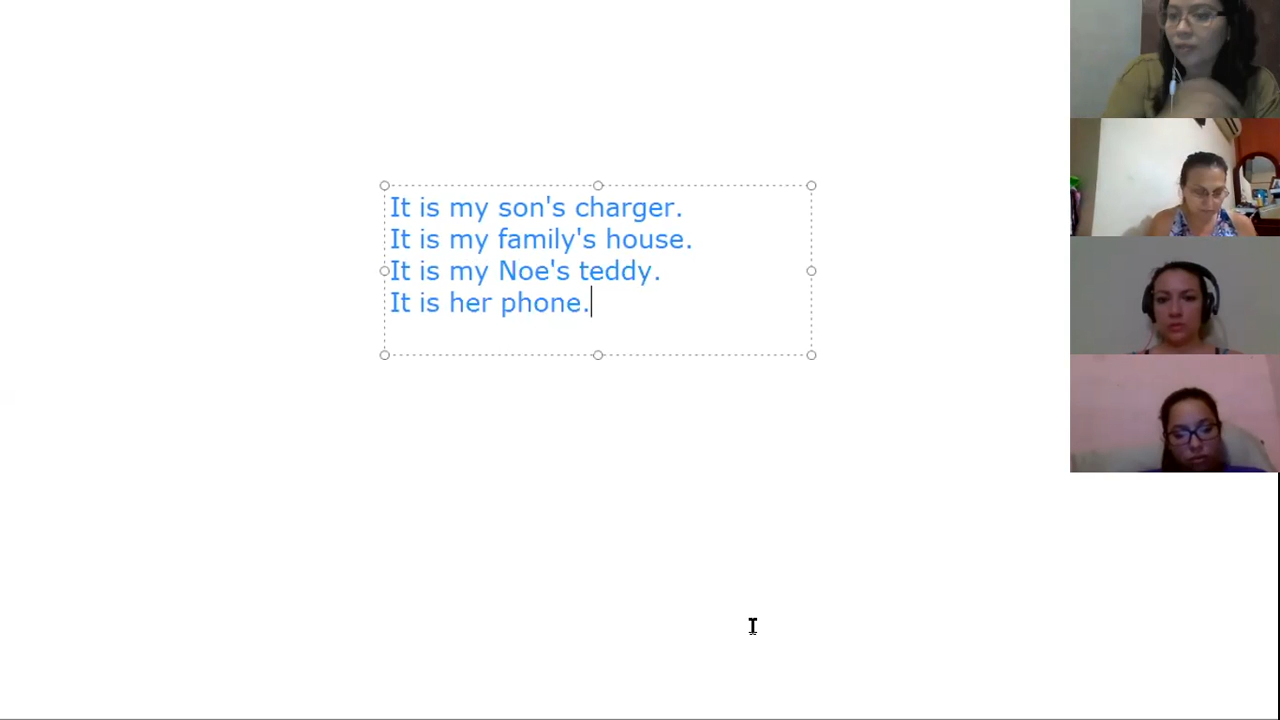 It is my son's charger.
It is my family's house.
It is my Noe's teddy.
It is her phone.